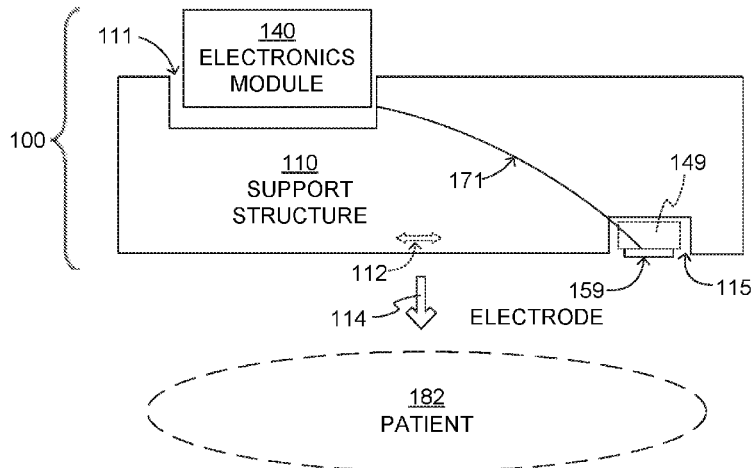 140
ELECTRONICS
MODULE
111
100
110
SUPPORT
STRUCTURE
171
149
112
159
115
114
ELECTRODE
182
PATIENT